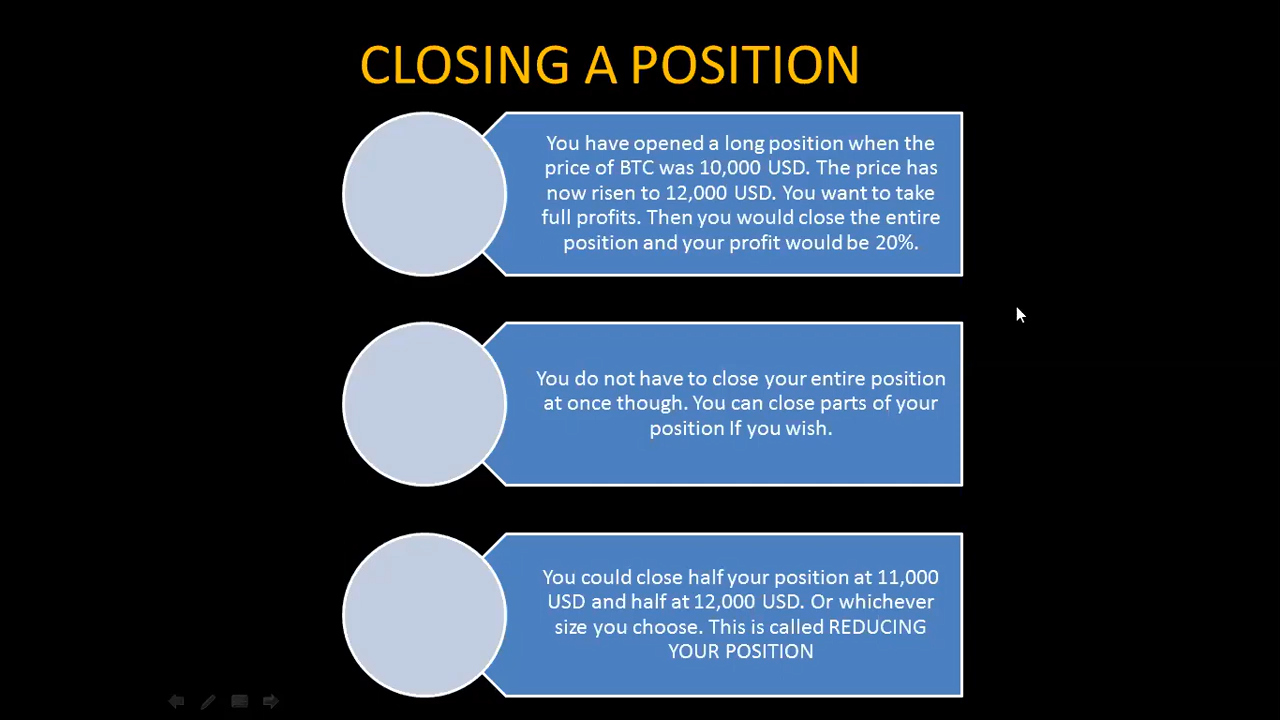 CLOSING A POSITION
You have opened a long position when the
price of BTC was 10,000 USD. The price has
now risen to 12,000 USD. You want to take
full profits. Then you would close the entire
position and your profit would be 20%.
You do not have to close your entire position
at once though. You can close parts of your
position If you wish.
You could close half your position at 11,000
USD and half at 12,000 USD. Or whichever
size you choose. This is called REDUCING
YOUR POSITION